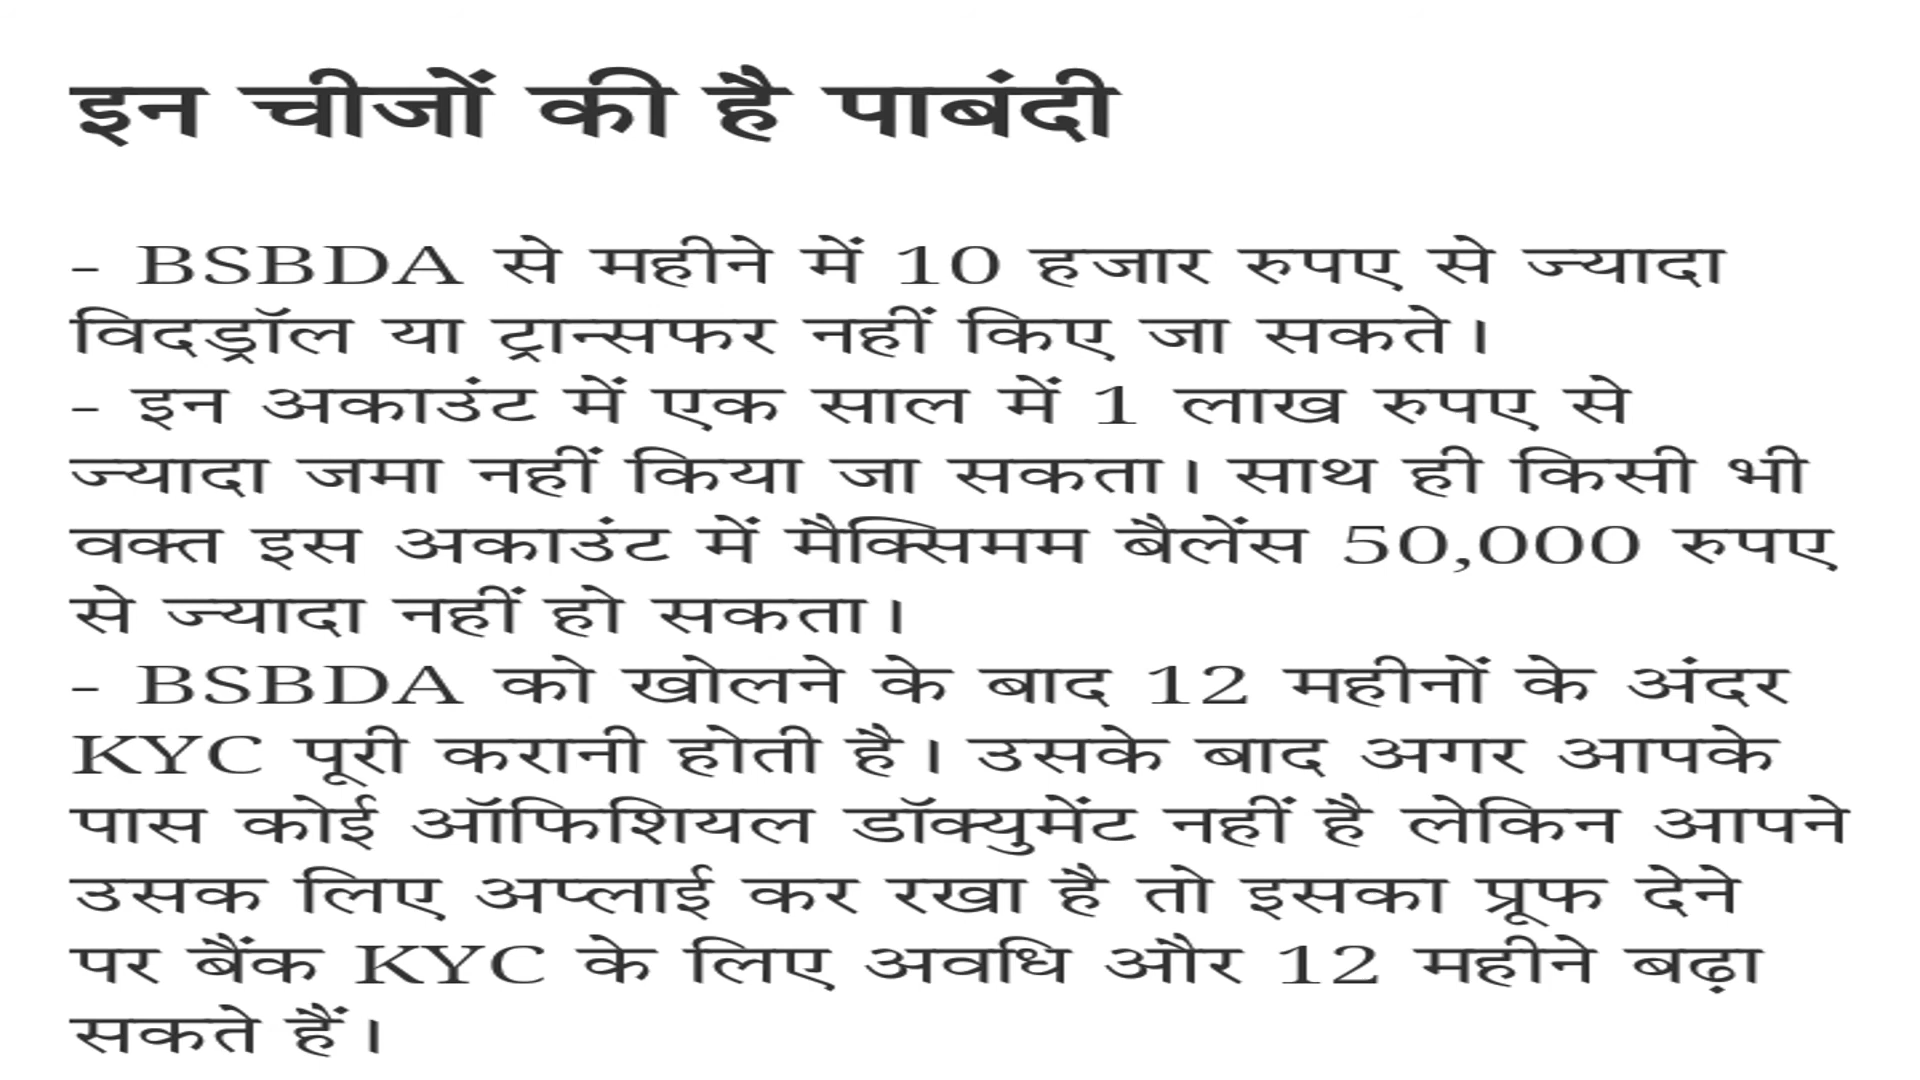 इन चीजों की है पाबंदी
- BSBDA से महीने में 10 हजार रुपए से ज्यादा
विदड्रॉल या ट्रान्सफर नहीं किए जा सकते।
- इन अकाउंट में एक साल में 1 लाख रुपए से
ज्यादा जमा नहीं किया जा सकता। साथ ही किसी भी
वक्त इस अकाउंट में मैक्सिमम बैलेंस 50,000 रुपए
से ज्यादा नहीं हो सकता।
- BSBDA को खोलने के बाद 12 महीनों के अंदर
KYC पूरी करानी होती है। उसके बाद अगर आपके
पास कोई ऑफिशियल डॉक्युमेंट नहीं है लेकिन आपने
उसक लिए अप्लाई कर रखा है तो इसका प्रूफ देने
पर बैंक KYC के लिए अवधि और 12 महीने बढ़ा
सकते हैं।